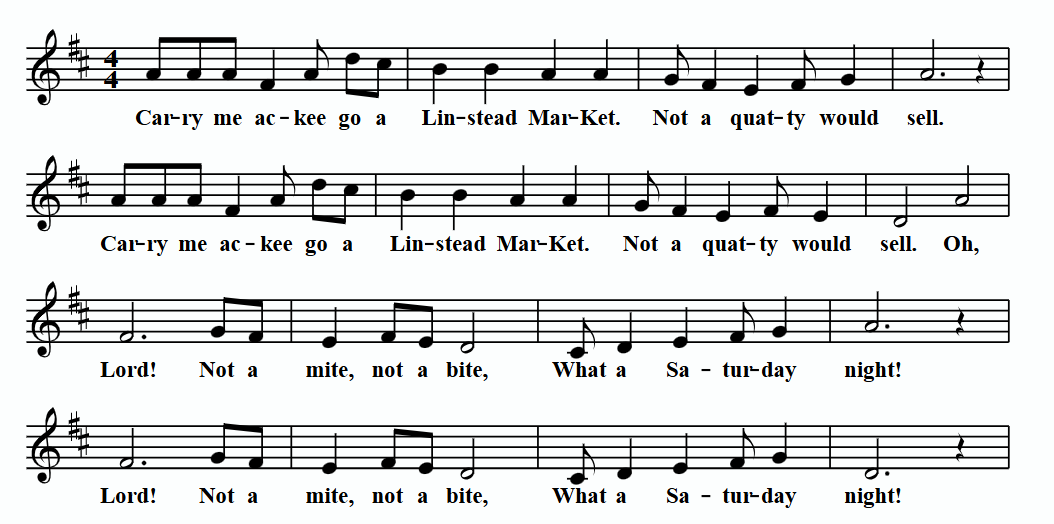 4
4
Car-ry me ac-kee go a Lin-stead Mar-Ket. Not a quat-ty would sell.
Car-ry me ac-kee go a Lin-stead Mar-Ket. Not a quat-ty would sell. Oh,
Lord! Not a mite, not a bite, What a Sa-tur-day night!
Lord! Not a mite, not a bite, What a Sa-tur-day night!